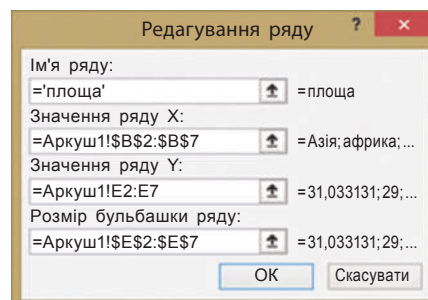 Редагування ряду ? ×
Ім'я ряду:
='площа' =площа
Значення ряду X:
=Аркуш1!$B$2:$B$7 =Азія;африка;...
Значення ряду Y:
=Аркуш1!E2:E7 =31,033131;29;...
Розмір бульбашки ряду:
=Аркуш1!$E$2:$E$7 =31,033131;29;...
ОК Скасувати